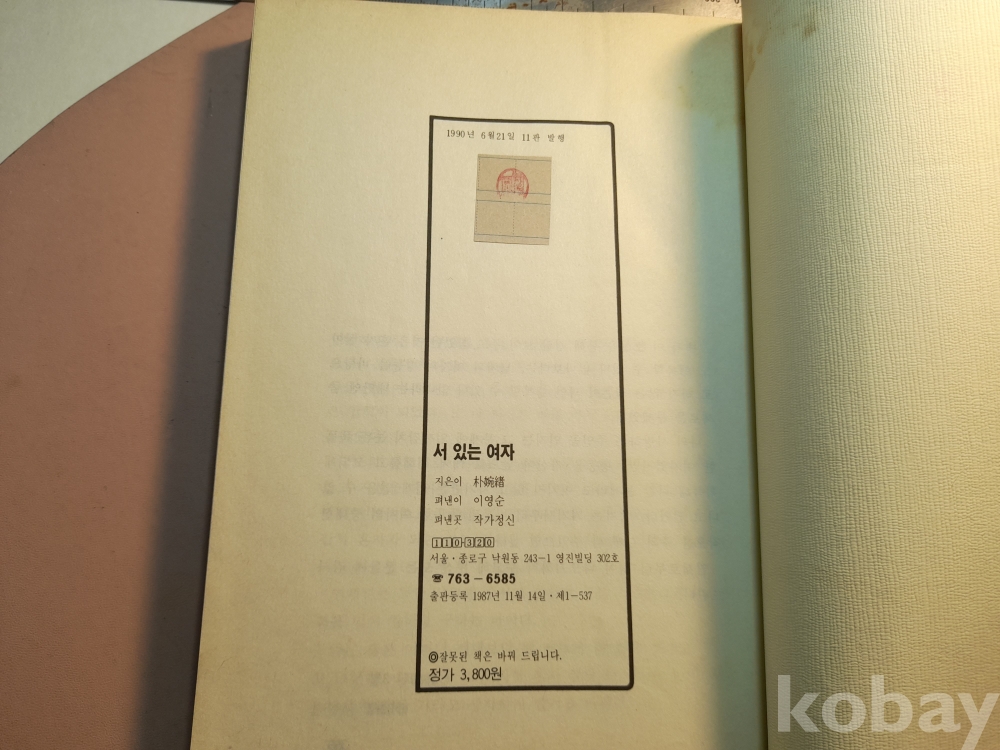 1990년 6월21일 11판 발행
서 있는 여자
지은이 朴婉緖
펴낸이 이영순
펴낸곳 작가정신
110-320
서울·종로구 낙원동 243-1 영진빌딩 302호
☎ 763-6585
출판등록 1987년 11월 14일·제1-537
◎잘못된 책은 바꿔 드립니다.
정가 3,800원
kobay